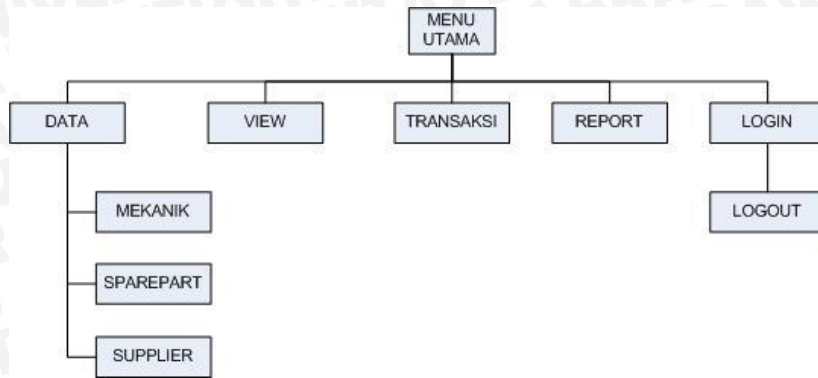 MENU
UTAMA
DATA
VIEW
TRANSAKSI
REPORT
LOGIN
MEKANIK
LOGOUT
SPAREPART
SUPPLIER